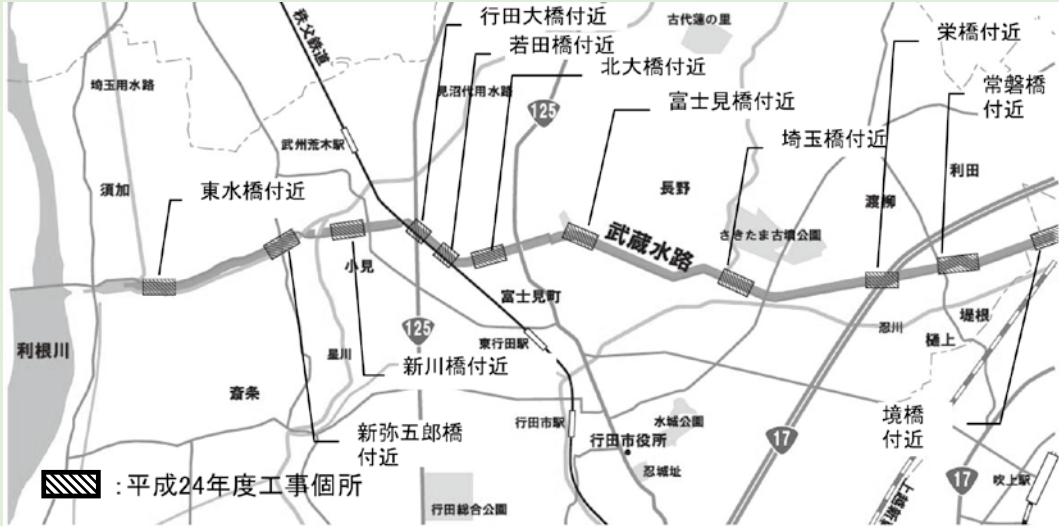 行田大橋付近
若田橋付近
北大橋付近
富士見橋付近
埼玉橋付近
栄橋付近
常磐橋
付近
古代蓮の里
秩父鉄道
埼玉用水路
見沼代用水路
125
武州荒木駅
須加
東水橋付近
長野
利田
渡柳
さきたま古墳公園
武蔵水路
小見
富士見町
利根川
星川
125
東行田駅
忍川
堤根
樋上
新川橋付近
斎条
新弥五郎橋
付近
行田市駅
水城公園
行田市役所
忍城址
17
境橋
付近
17
吹上駅
上越新
行田総合公園
:平成24年度工事個所